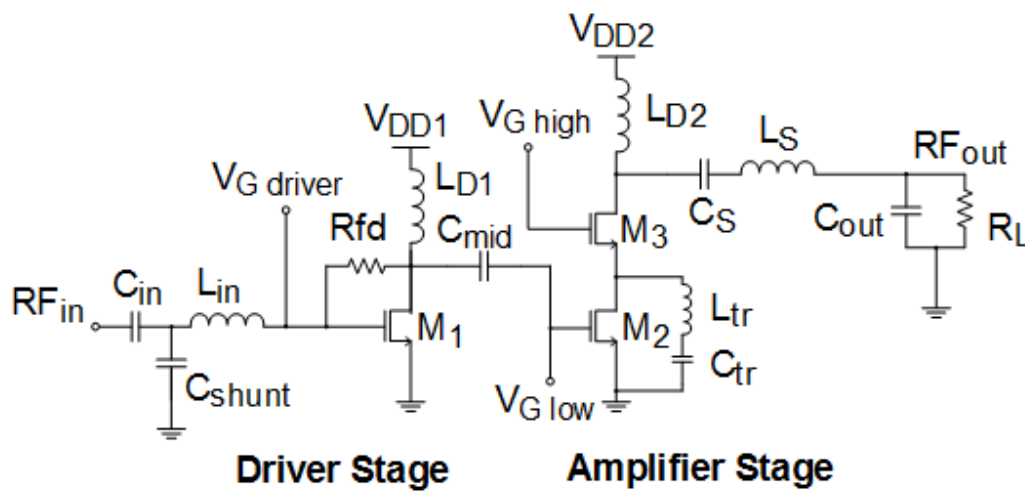 VDD2
VG high
LD2
LS
RFout
VDD1
VG driver
LD1
CS
Cout
RL
Rfd
Cmid
M3
RFin
Cin
Lin
M1
M2
Ltr
Cshunt
VG low
Ctr
Driver Stage
Amplifier Stage